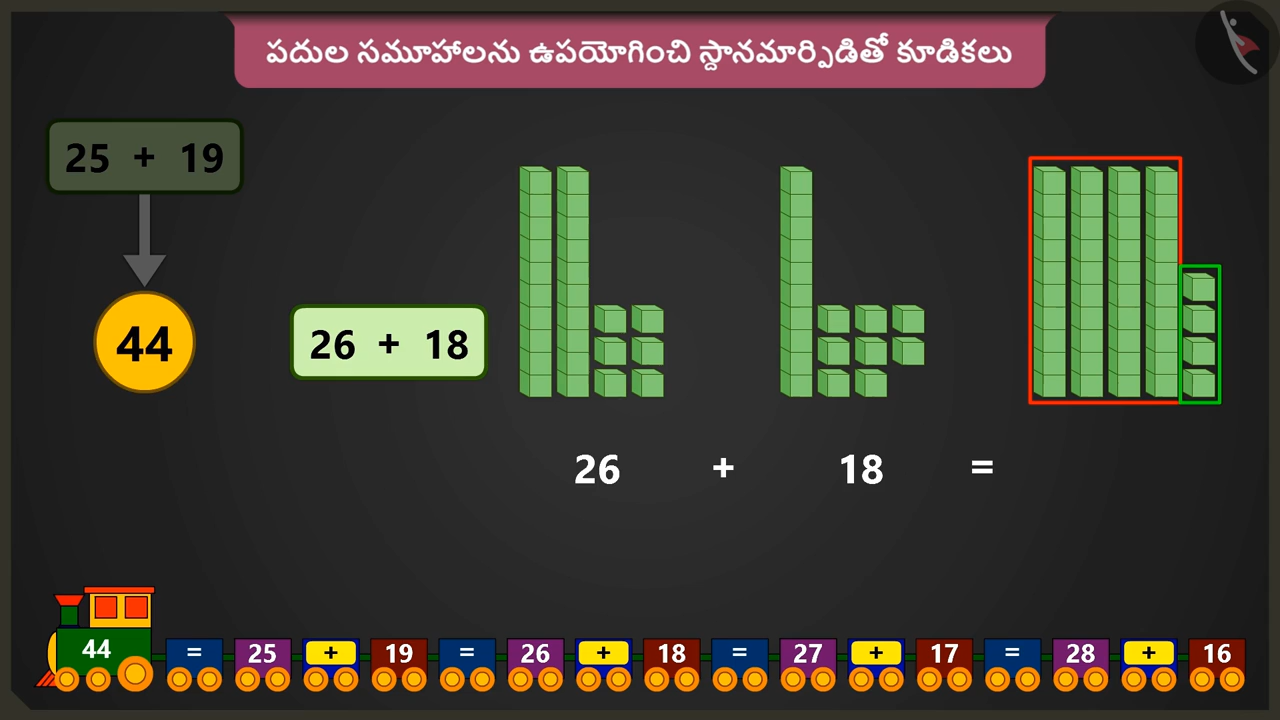 పదుల సమూహాలను ఉపయోగించి స్థానమార్పిడితో కూడికలు
25 + 19
44
26 + 18
26 + 18 =
44 = 25 + 19 = 26 + 18 = 27 + 17 = 28 + 16